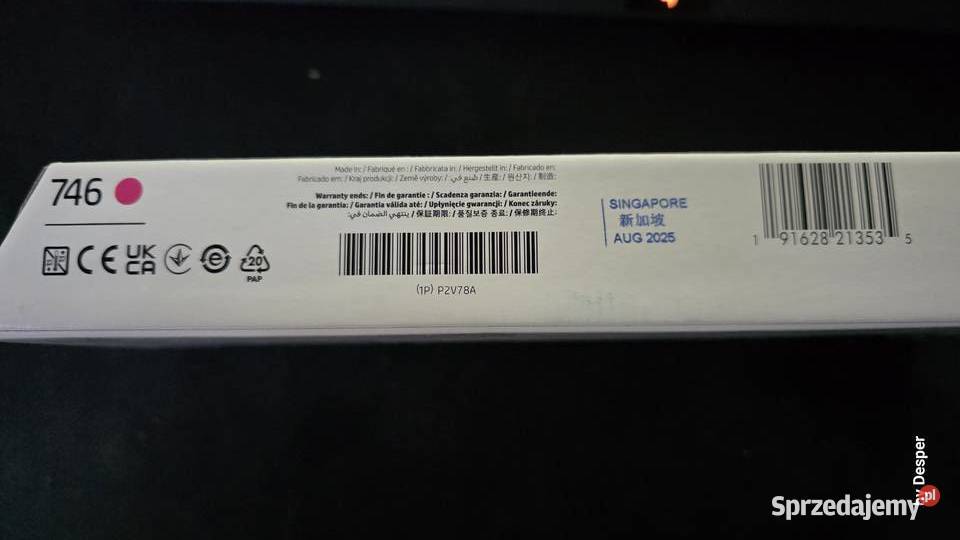 746
Made in: / Fabriqué en : / Fabbricata in: / Hergestellt in: / Fabricado en:
Fabricado em: / Kraj produkcji: / Země výroby: / صنع في: / 生産: / 원산지: / 制造:
Warranty ends: / Fin de garantie : / Scadenza garanzia: / Garantieende:
Fin de la garantía: / Garantia válida até: / Upłynięcie gwarancji: / Konec záruky:
ينتهي الضمان في: / 保証期限: / 품질보증 종료: / 保修期终止:
SINGAPORE
新加坡
AUG 2025
UK
CA
20
PAP
(1P) P2V78A
1 91628 21353 5
by Desper
Sprzedajemy.pl